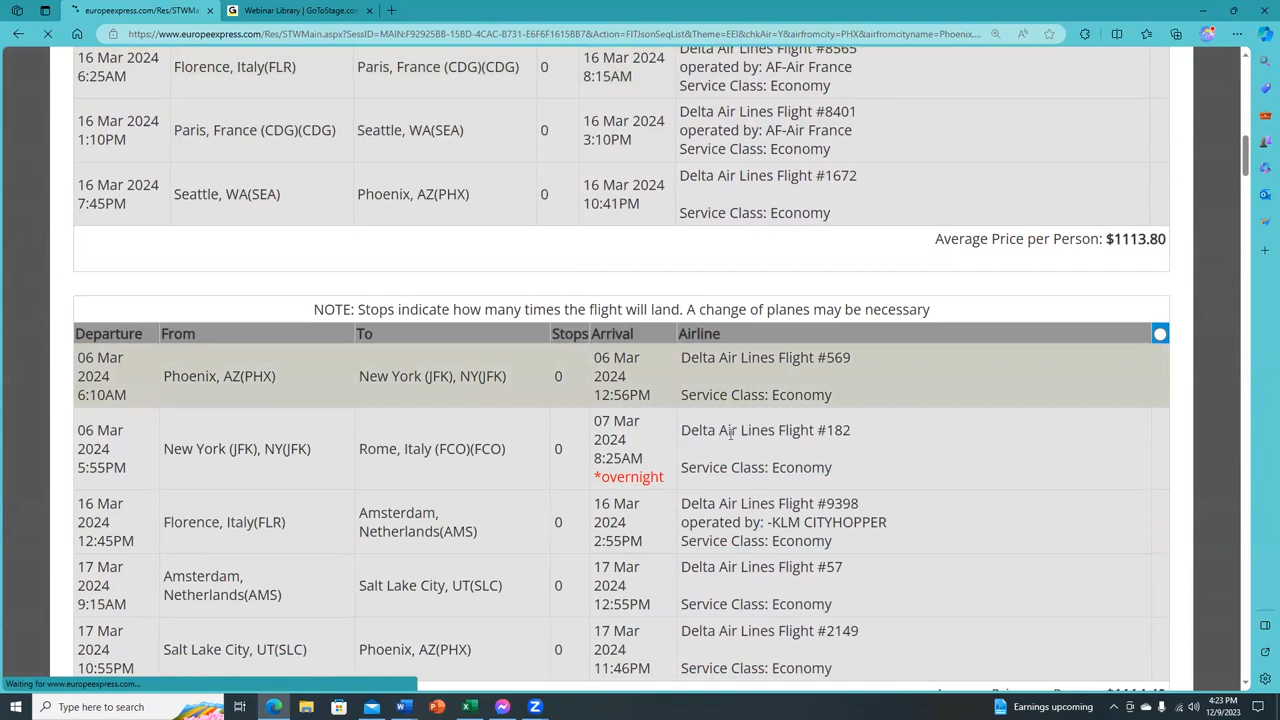 europeexpress.com/Res/STWMa...
Webinar Library | GoToStage.com
https://www.europeexpress.com/Res/STWMain.aspx?SessID=MAIN:F92925BB-15BD-4CAC-8731-E6F6F1615BB7&Action=FITJsonSeqList&Theme=EEI&chkAir=Y&airfromcity=PHX&airfromcityname=Phoenix,...
16 Mar 2024 6:25AM Florence, Italy(FLR) Paris, France (CDG)(CDG) 0 16 Mar 2024 8:15AM Delta Air Lines Flight #8565
operated by: AF-Air France
Service Class: Economy
16 Mar 2024 1:10PM Paris, France (CDG)(CDG) Seattle, WA(SEA) 0 16 Mar 2024 3:10PM Delta Air Lines Flight #8401
operated by: AF-Air France
Service Class: Economy
16 Mar 2024 7:45PM Seattle, WA(SEA) Phoenix, AZ(PHX) 0 16 Mar 2024 10:41PM Delta Air Lines Flight #1672
Service Class: Economy
Average Price per Person: $1113.80
NOTE: Stops indicate how many times the flight will land. A change of planes may be necessary
Departure From To Stops Arrival Airline
06 Mar 2024 6:10AM Phoenix, AZ(PHX) New York (JFK), NY(JFK) 0 06 Mar 2024 12:56PM Delta Air Lines Flight #569
Service Class: Economy
06 Mar 2024 5:55PM New York (JFK), NY(JFK) Rome, Italy (FCO)(FCO) 0 07 Mar 2024 8:25AM *overnight Delta Air Lines Flight #182
Service Class: Economy
16 Mar 2024 12:45PM Florence, Italy(FLR) Amsterdam, Netherlands(AMS) 0 16 Mar 2024 2:55PM Delta Air Lines Flight #9398
operated by: -KLM CITYHOPPER
Service Class: Economy
17 Mar 2024 9:15AM Amsterdam, Netherlands(AMS) Salt Lake City, UT(SLC) 0 17 Mar 2024 12:55PM Delta Air Lines Flight #57
Service Class: Economy
17 Mar 2024 10:55PM Salt Lake City, UT(SLC) Phoenix, AZ(PHX) 0 17 Mar 2024 11:46PM Delta Air Lines Flight #2149
Service Class: Economy
Waiting for www.europeexpress.com...
Type here to search
Earnings upcoming
4:23 PM
12/9/2023